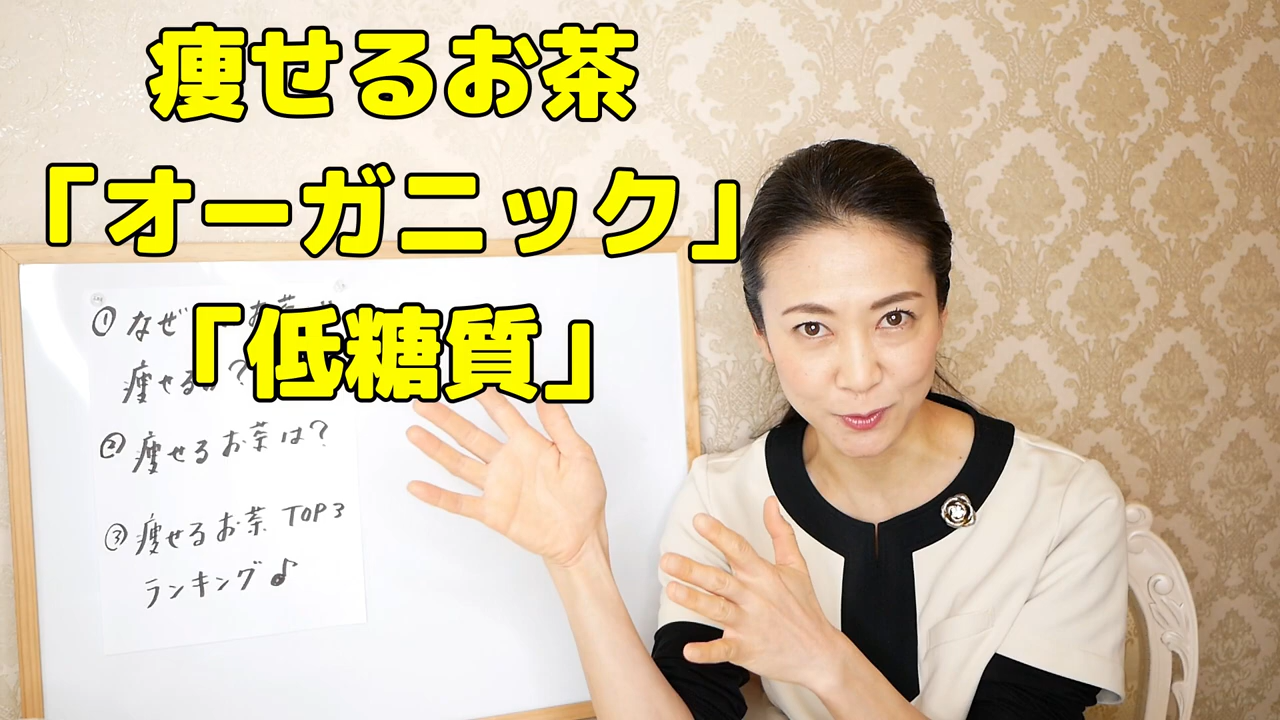 痩せるお茶
「オーガニック」
「低糖質」
① なぜ お茶
痩せる ?
② 痩せるお茶は?
③ 痩せるお茶 TOP3
ランキング♪